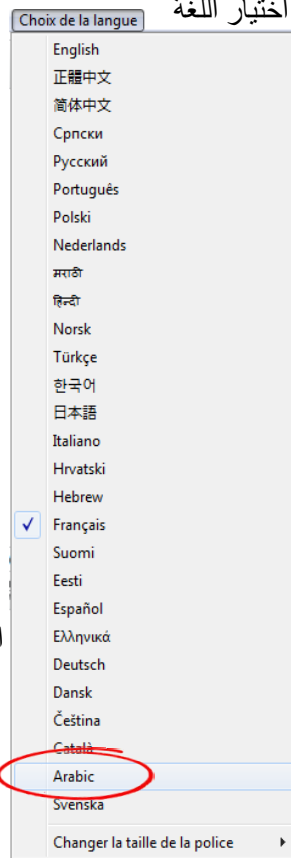 اختيار اللغة
Choix de la langue
English
正體中文
简体中文
Српски
Русский
Português
Polski
Nederlands
मराठी
हिन्दी
Norsk
Türkçe
한국어
日本語
Italiano
Hrvatski
Hebrew
Français
Suomi
Eesti
Español
Ελληνικά
Deutsch
Dansk
Čeština
Català
Arabic
Svenska
Changer la taille de la police